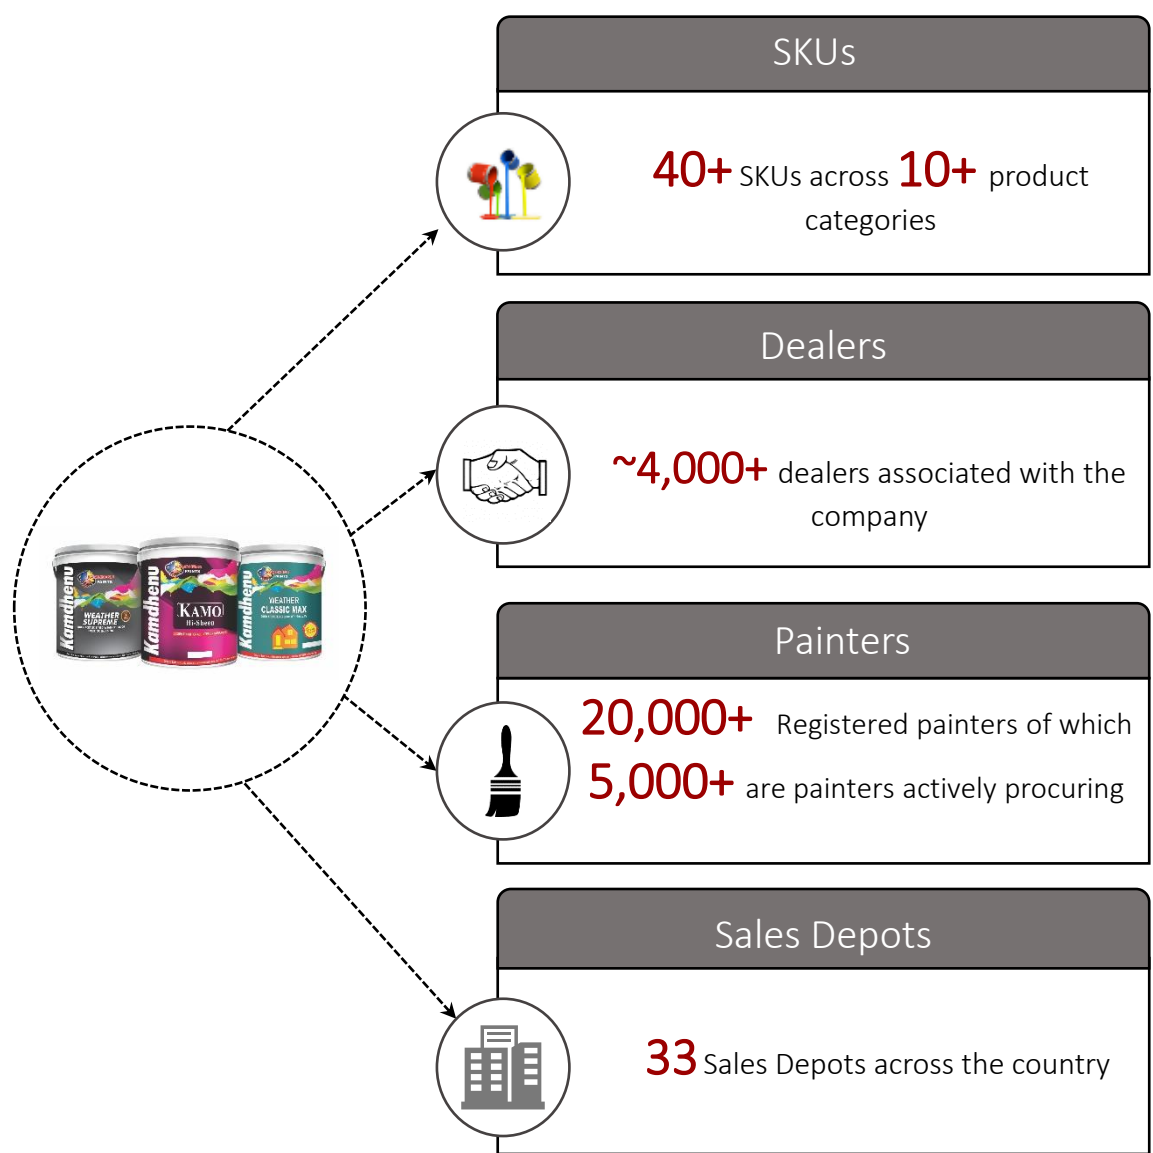 SKUs
40+ SKUs across 10+ product
categories
Dealers
~4,000+ dealers associated with the
company
Kamdhenu
WEATHER
SUPREME
Kamdhenu
KAMO
Hi-Sheen
Kamdhenu
WEATHER
CLASSIC MAX
Painters
20,000+ Registered painters of which
5,000+ are painters actively procuring
Sales Depots
33 Sales Depots across the country